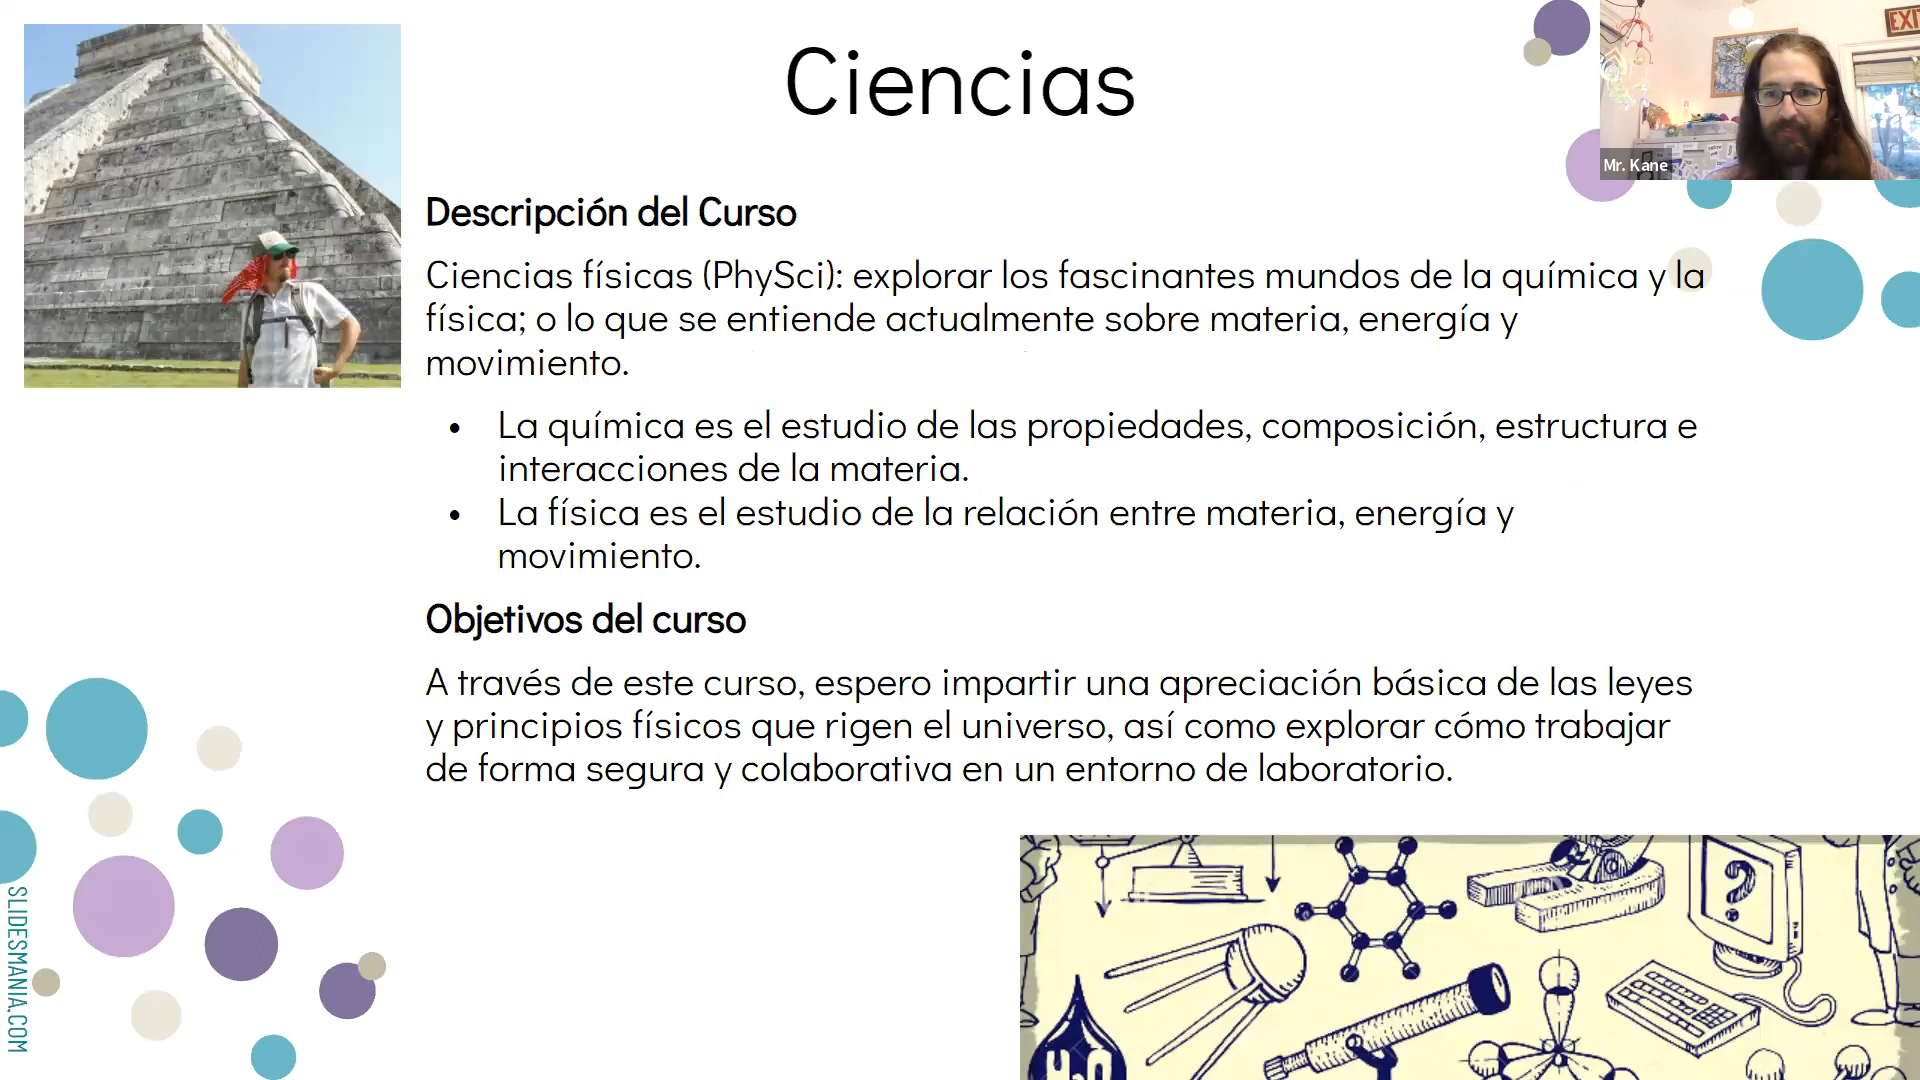 Ciencias
EXIT
Mr. Kane
Descripción del Curso
Ciencias físicas (PhySci): explorar los fascinantes mundos de la química y la
física; o lo que se entiende actualmente sobre materia, energía y
movimiento.
• La química es el estudio de las propiedades, composición, estructura e
interacciones de la materia.
• La física es el estudio de la relación entre materia, energía y
movimiento.
Objetivos del curso
A través de este curso, espero impartir una apreciación básica de las leyes
y principios físicos que rigen el universo, así como explorar cómo trabajar
de forma segura y colaborativa en un entorno de laboratorio.
SLIDESMANIA.COM
?
H₂O